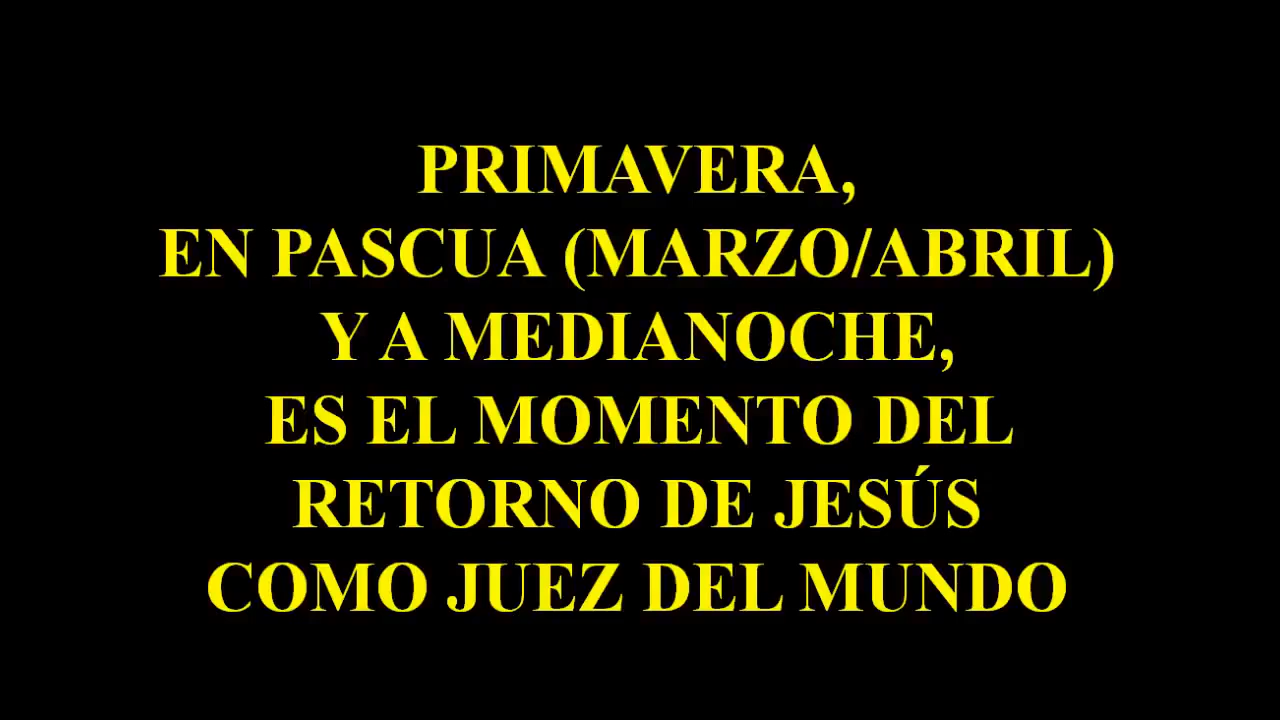 PRIMAVERA,
EN PASCUA (MARZO/ABRIL)
Y A MEDIANOCHE,
ES EL MOMENTO DEL
RETORNO DE JESÚS
COMO JUEZ DEL MUNDO